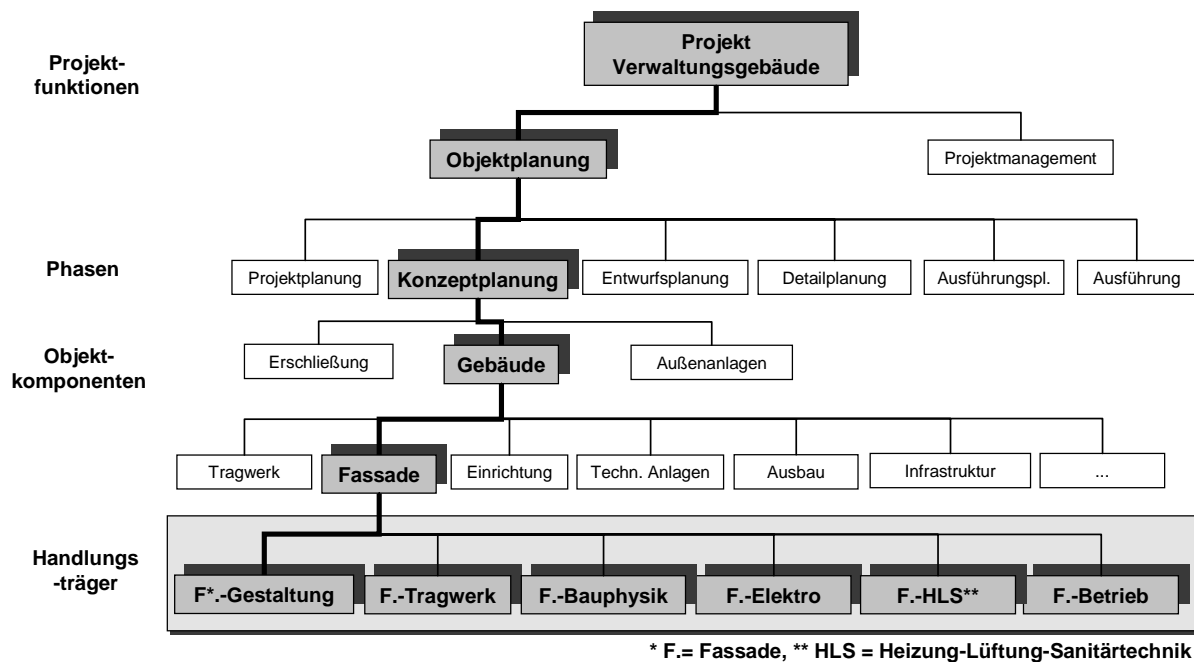 Projekt-
funktionen
Projekt
Verwaltungsgebäude
Objektplanung
Projektmanagement
Phasen
Projektplanung
Konzeptplanung
Entwurfsplanung
Detailplanung
Ausführungspl.
Ausführung
Objekt-
komponenten
Erschließung
Gebäude
Außenanlagen
Tragwerk
Fassade
Einrichtung
Techn. Anlagen
Ausbau
Infrastruktur
...
Handlungs
-träger
F*.-Gestaltung
F.-Tragwerk
F.-Bauphysik
F.-Elektro
F.-HLS**
F.-Betrieb
* F.= Fassade, ** HLS = Heizung-Lüftung-Sanitärtechnik